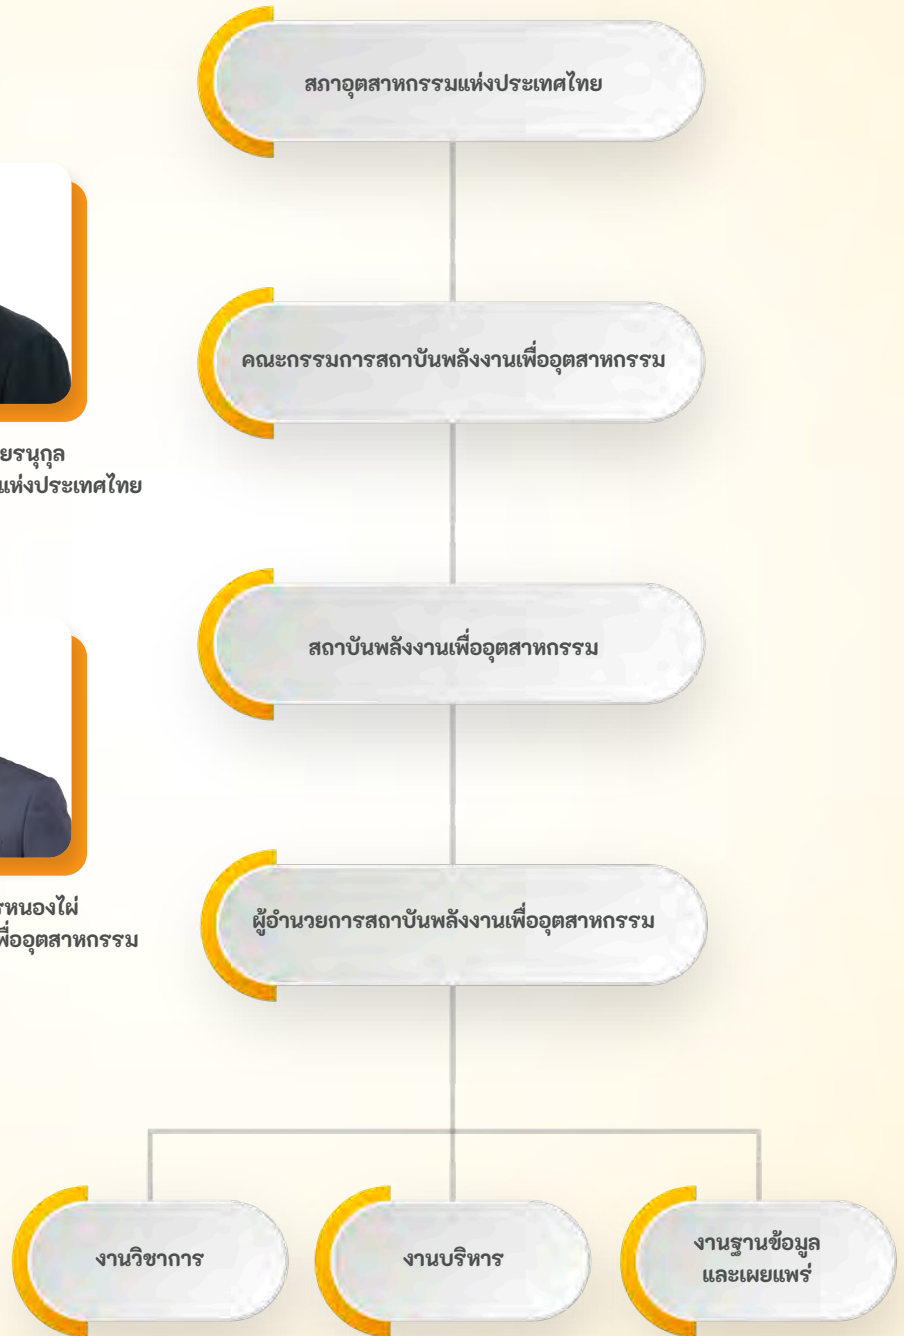 สภาอุตสาหกรรมแห่งประเทศไทย
คณะกรรมการสถาบันพลังงานเพื่ออุตสาหกรรม
ยรนุกุล
แห่งประเทศไทย
สถาบันพลังงานเพื่ออุตสาหกรรม
ผู้อำนวยการสถาบันพลังงานเพื่ออุตสาหกรรม
รหนองไผ่
พื่ออุตสาหกรรม
งานวิชาการ
งานบริหาร
งานฐานข้อมูล
และเผยแพร่